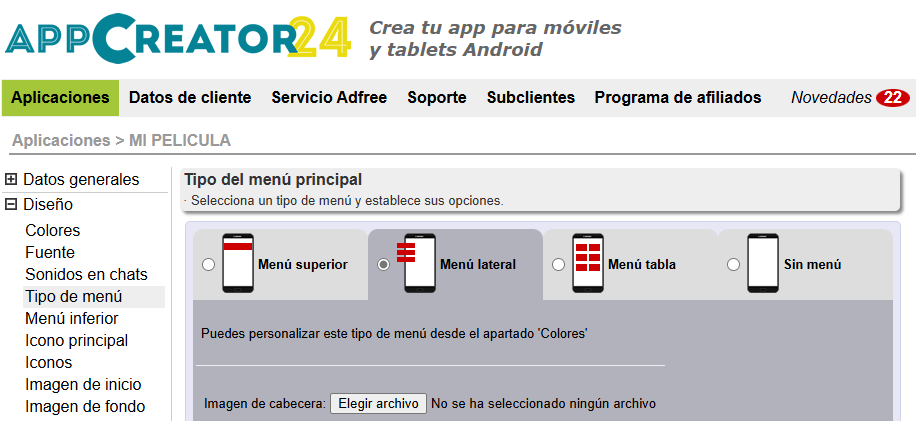 APPCREATOR24
Crea tu app para móviles
y tablets Android
Aplicaciones Datos de cliente Servicio Adfree Soporte Subclientes Programa de afiliados Novedades 22
Aplicaciones > MI PELICULA
Datos generales
Diseño
Colores
Fuente
Sonidos en chats
Tipo de menú
Menú inferior
Icono principal
Iconos
Imagen de inicio
Imagen de fondo
Tipo del menú principal
· Selecciona un tipo de menú y establece sus opciones.
Menú superior Menú lateral Menú tabla Sin menú
Puedes personalizar este tipo de menú desde el apartado 'Colores'
Imagen de cabecera: Elegir archivo No se ha seleccionado ningún archivo